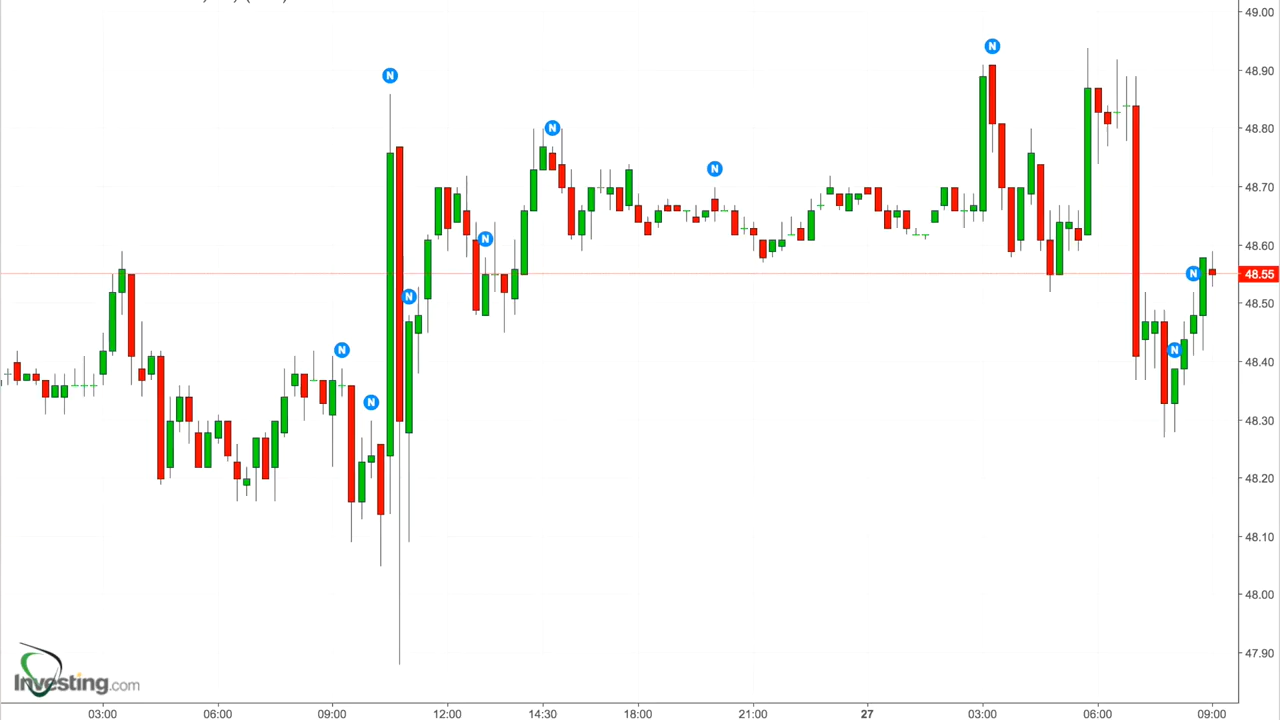 49.00
48.90
48.80
48.70
48.60
48.55
48.50
48.40
48.30
48.20
48.10
48.00
47.90
N
N
N
N
N
N
N
N
N
N
Investing.com
03:00
06:00
09:00
12:00
14:30
18:00
21:00
27
03:00
06:00
09:00